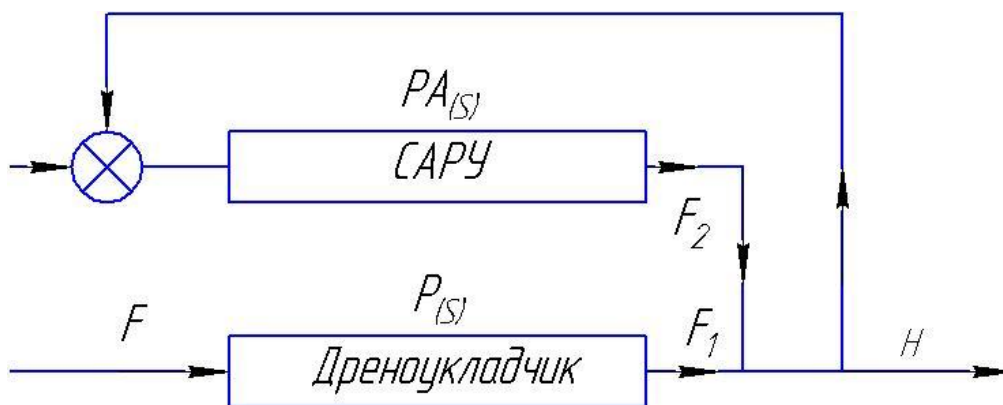 PA(S)
САРУ
F2
P(S)
F
F1
H
Дреноукладчик